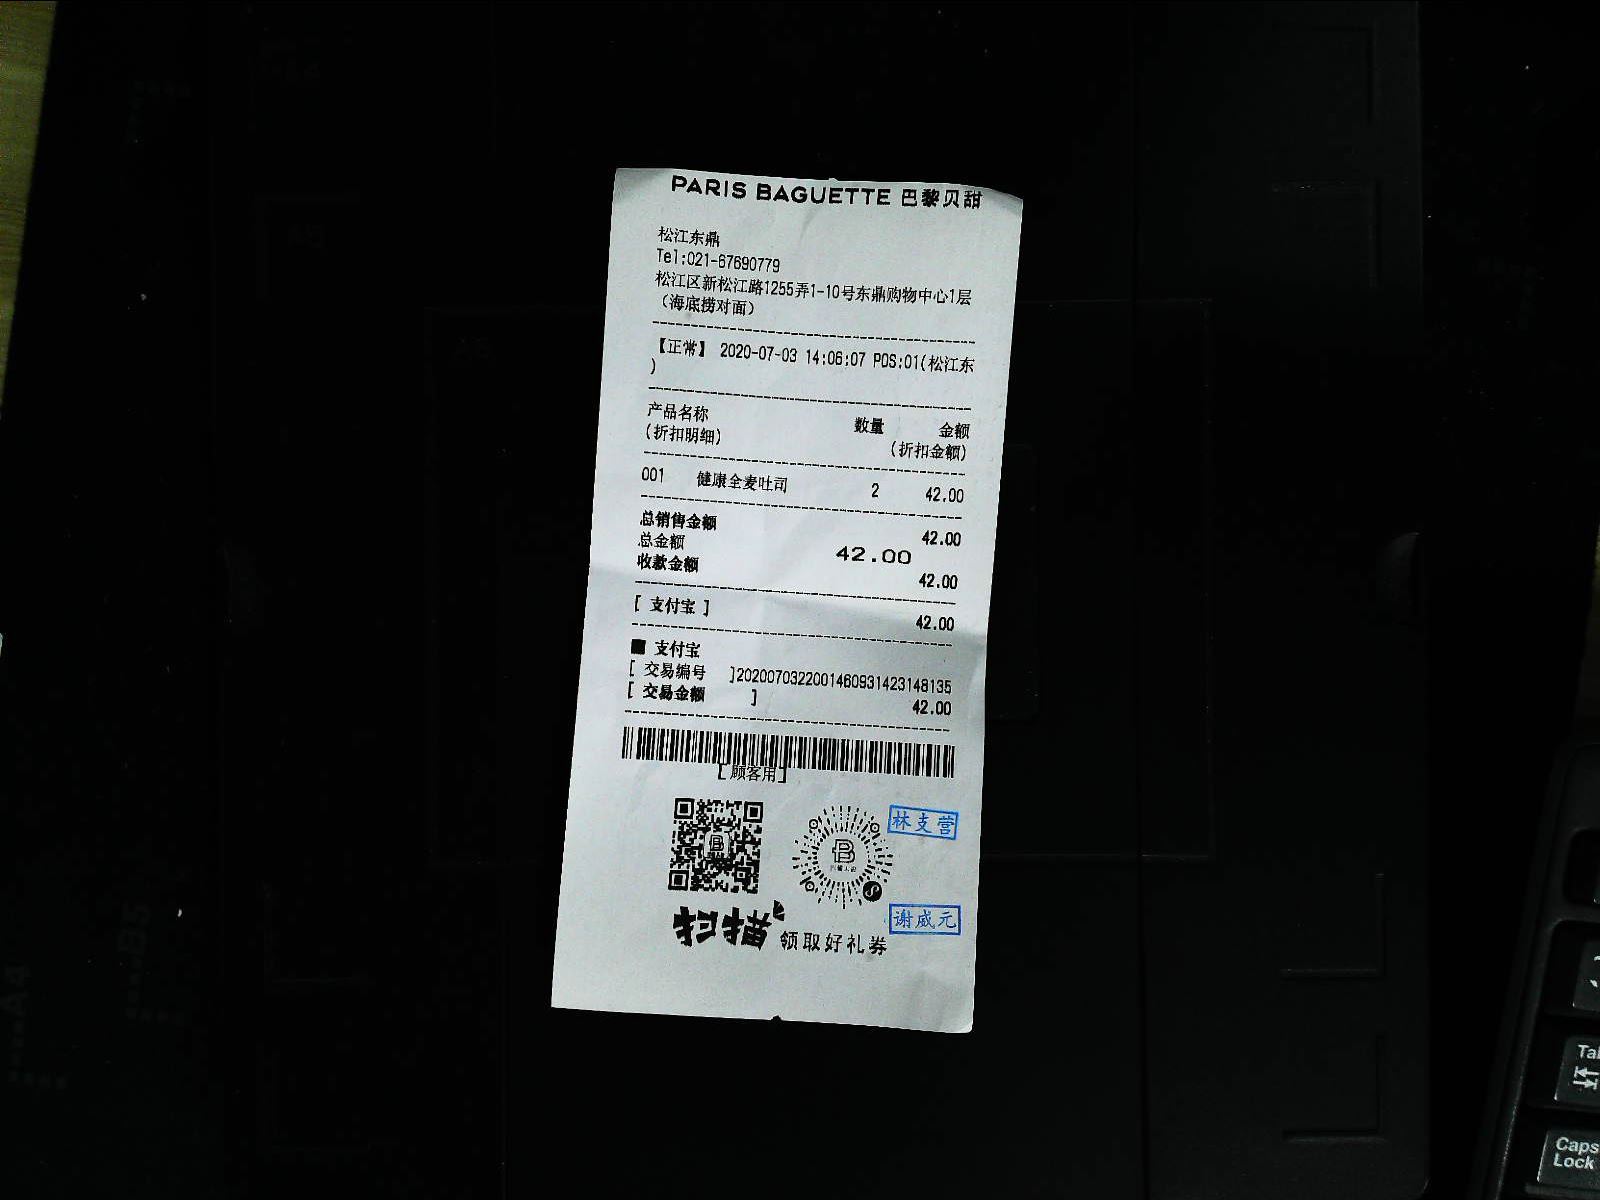 PARIS BAGUETTE 巴黎贝甜
松江东鼎
Tel:021-67690779
松江区新松江路1255弄1-10号东鼎购物中心1层
(海底捞对面)
【正常】 2020-07-03 14:06:07 POS:01(松江东
)
产品名称 数量 金额
(折扣明细) (折扣金额)
001 健康全麦吐司 2 42.00
总销售金额 42.00
总金额 42.00
收款金额 42.00
[ 支付宝 ] 42.00
■ 支付宝
[ 交易编号 ]2020070322001460931423148135
[ 交易金额 ] 42.00
[顾客用]
林支营
谢威元
扫一扫 领取好礼券
A4
B5
A5
A6
Tab
Caps
Lock